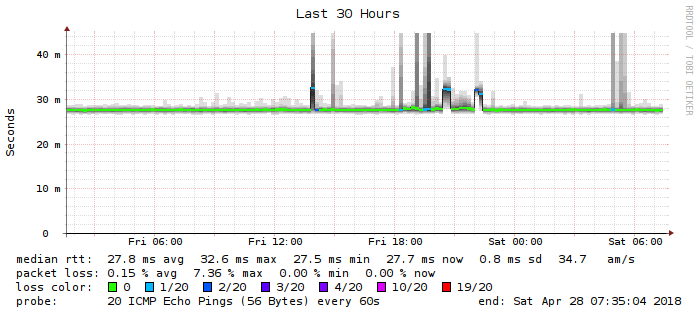 Last 30 Hours
RRDTOOL / TOBI OETIKER
Seconds
40 m
30 m
20 m
10 m
0
Fri 06:00 Fri 12:00 Fri 18:00 Sat 00:00 Sat 06:00
median rtt: 27.8 ms avg 32.6 ms max 27.5 ms min 27.7 ms now 0.8 ms sd 34.7 am/s
packet loss: 0.15 % avg 7.36 % max 0.00 % min 0.00 % now
loss color: 0 1/20 2/20 3/20 4/20 10/20 19/20
probe: 20 ICMP Echo Pings (56 Bytes) every 60s end: Sat Apr 28 07:35:04 2018